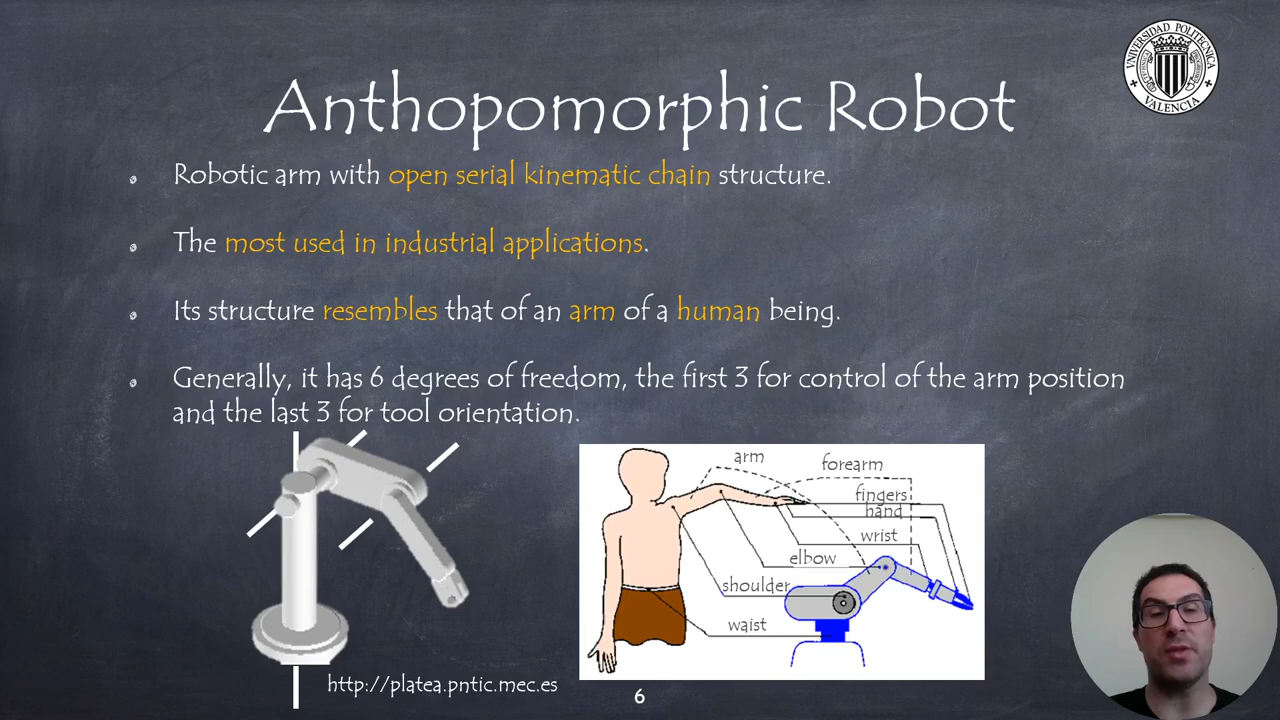 UNIVERSIDAD POLITECNICA
VALENCIA
Anthopomorphic Robot
Robotic arm with open serial kinematic chain structure.
The most used in industrial applications.
Its structure resembles that of an arm of a human being.
Generally, it has 6 degrees of freedom, the first 3 for control of the arm position
and the last 3 for tool orientation.
arm
forearm
fingers
hand
wrist
elbow
shoulder
waist
http://platea.pntic.mec.es
6